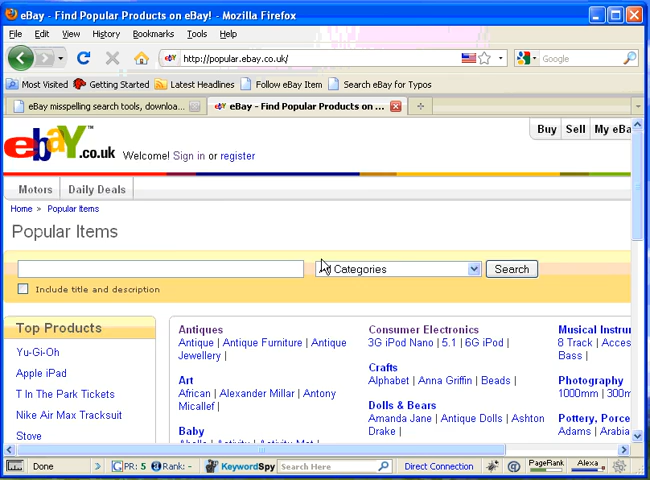 eBay - Find Popular Products on eBay! - Mozilla Firefox
File Edit View History Bookmarks Tools Help
http://popular.ebay.co.uk/
Google
Most Visited Getting Started Latest Headlines Follow eBay Item Search eBay for Typos
eBay misspelling search tools, downloa... eBay - Find Popular Products on ...
Buy Sell My eBa
ebaY.co.uk™ Welcome! Sign in or register
Motors Daily Deals
Home > Popular Items
Popular Items
Categories Search
Include title and description
Top Products
Yu-Gi-Oh
Apple iPad
T In The Park Tickets
Nike Air Max Tracksuit
Stove
Antiques
Antique | Antique Furniture | Antique
Jewellery |
Art
African | Alexander Millar | Antony
Micallef |
Baby
Consumer Electronics
3G iPod Nano | 5.1 | 6G iPod |
Crafts
Alphabet | Anna Griffin | Beads |
Dolls & Bears
Amanda Jane | Antique Dolls | Ashton
Drake |
Musical Instrum
8 Track | Acces
Bass |
Photography
1000mm | 300m
Pottery, Porce
Adams | Arabia
Done PR: 5 Rank: - KeywordSpy Search Here Direct Connection PageRank Alexa